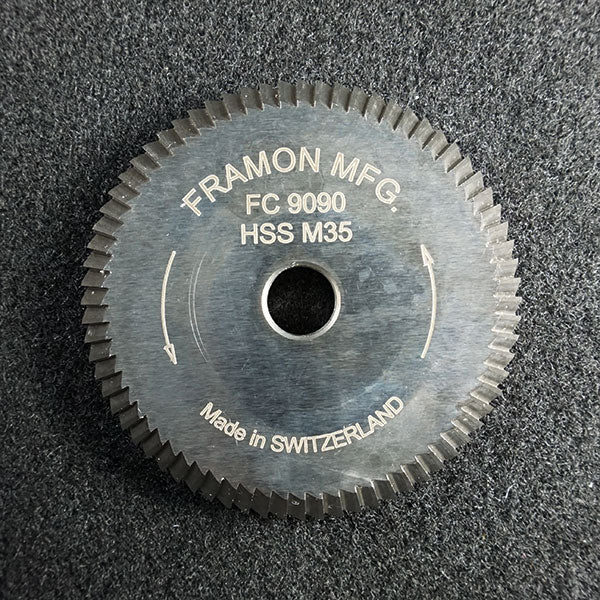 FRAMON MFG.
FC 9090
HSS M35
Made in SWITZERLAND